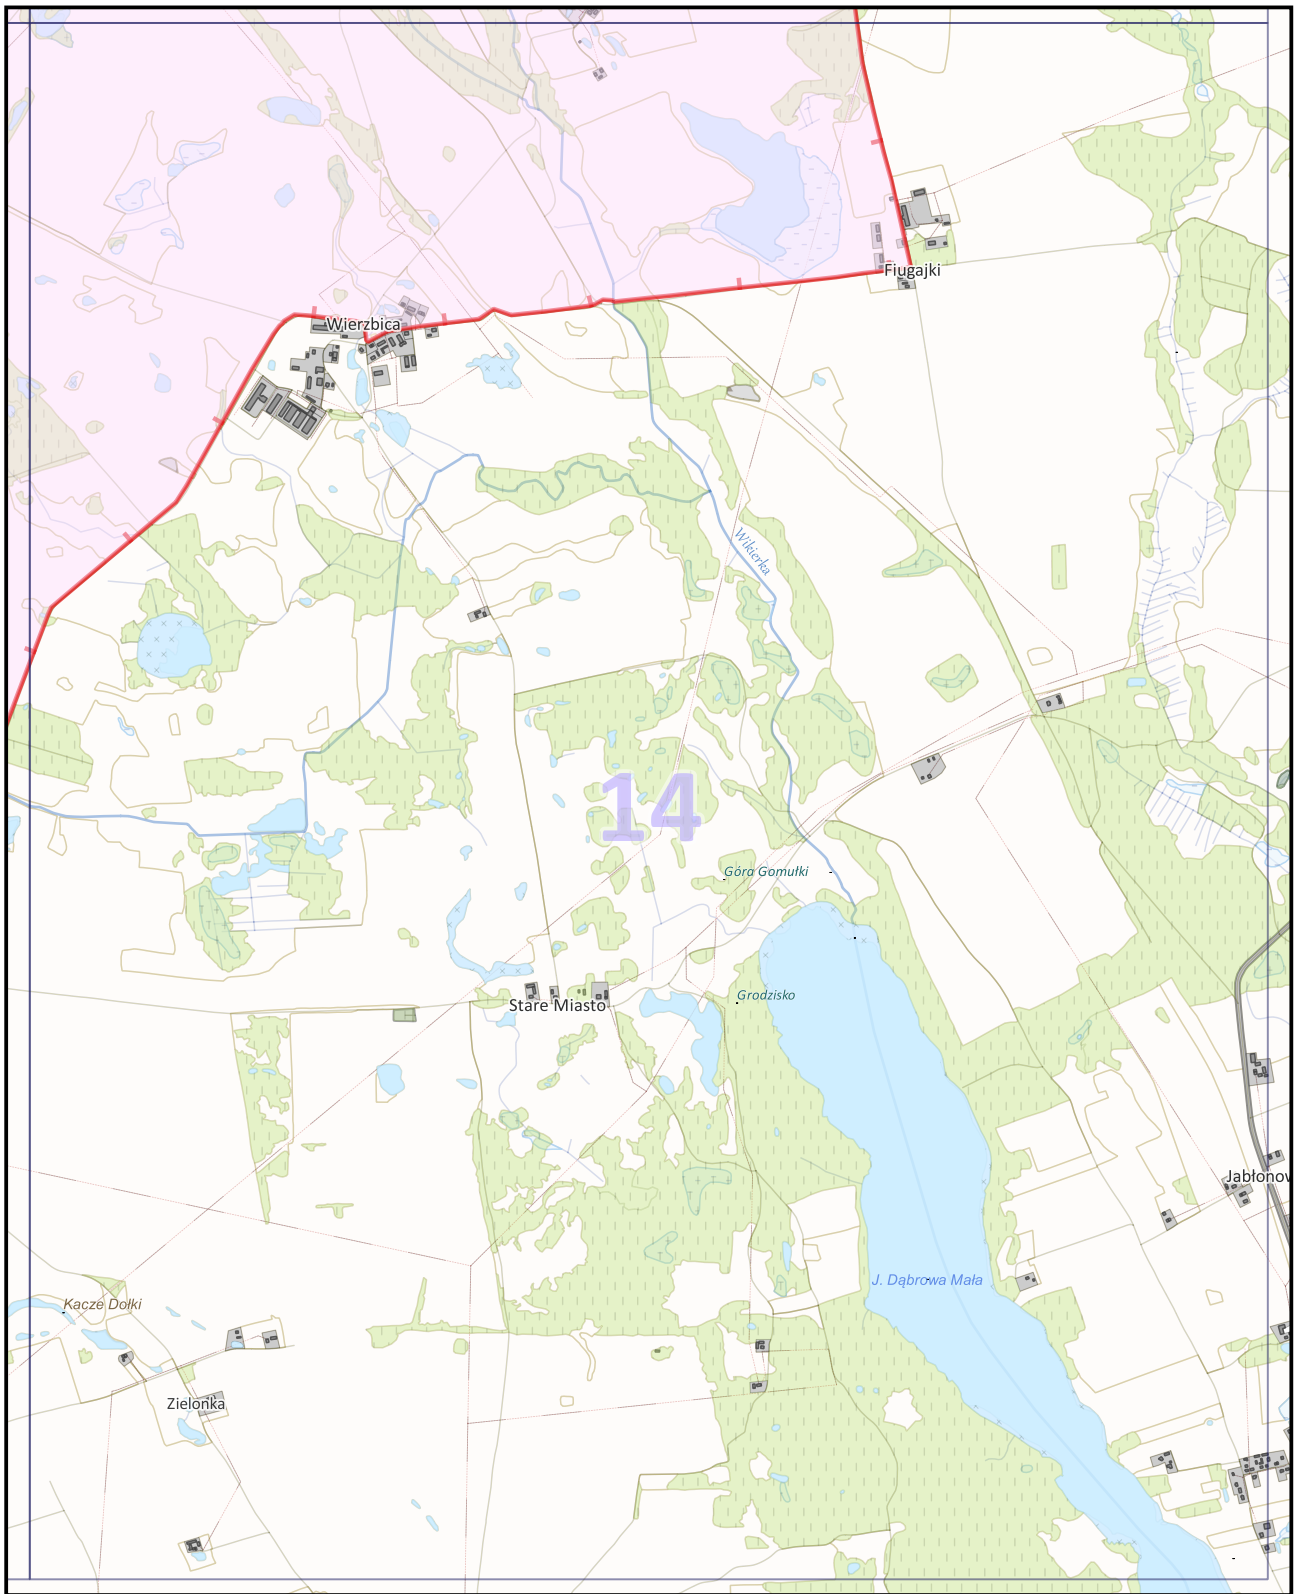 Fiugajki
Wierzbica
Wikierka
14
Góra Gomułki
Grodzisko
Stare Miasto
Jabłonow
J. Dąbrowa Mała
Kacze Dołki
Zielonka